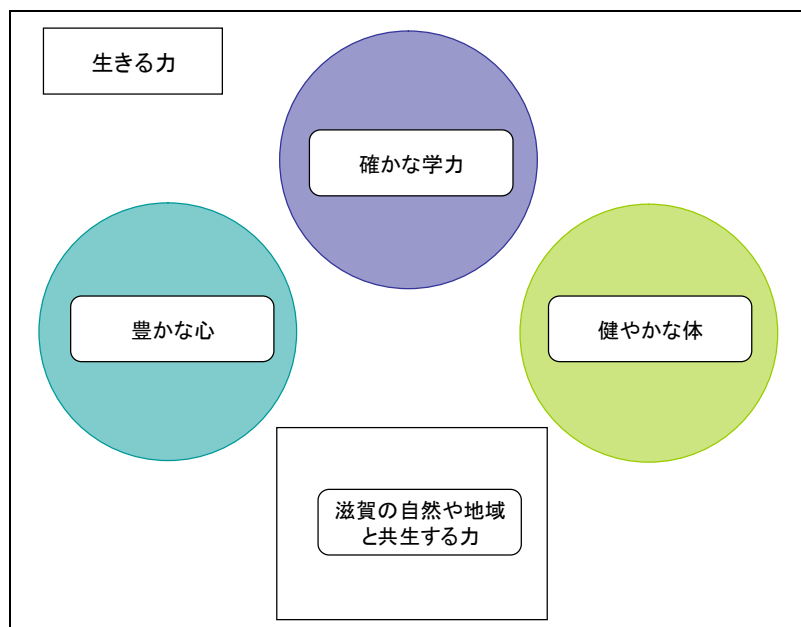 生きる力
確かな学力
豊かな心
健やかな体
滋賀の自然や地域
と共生する力